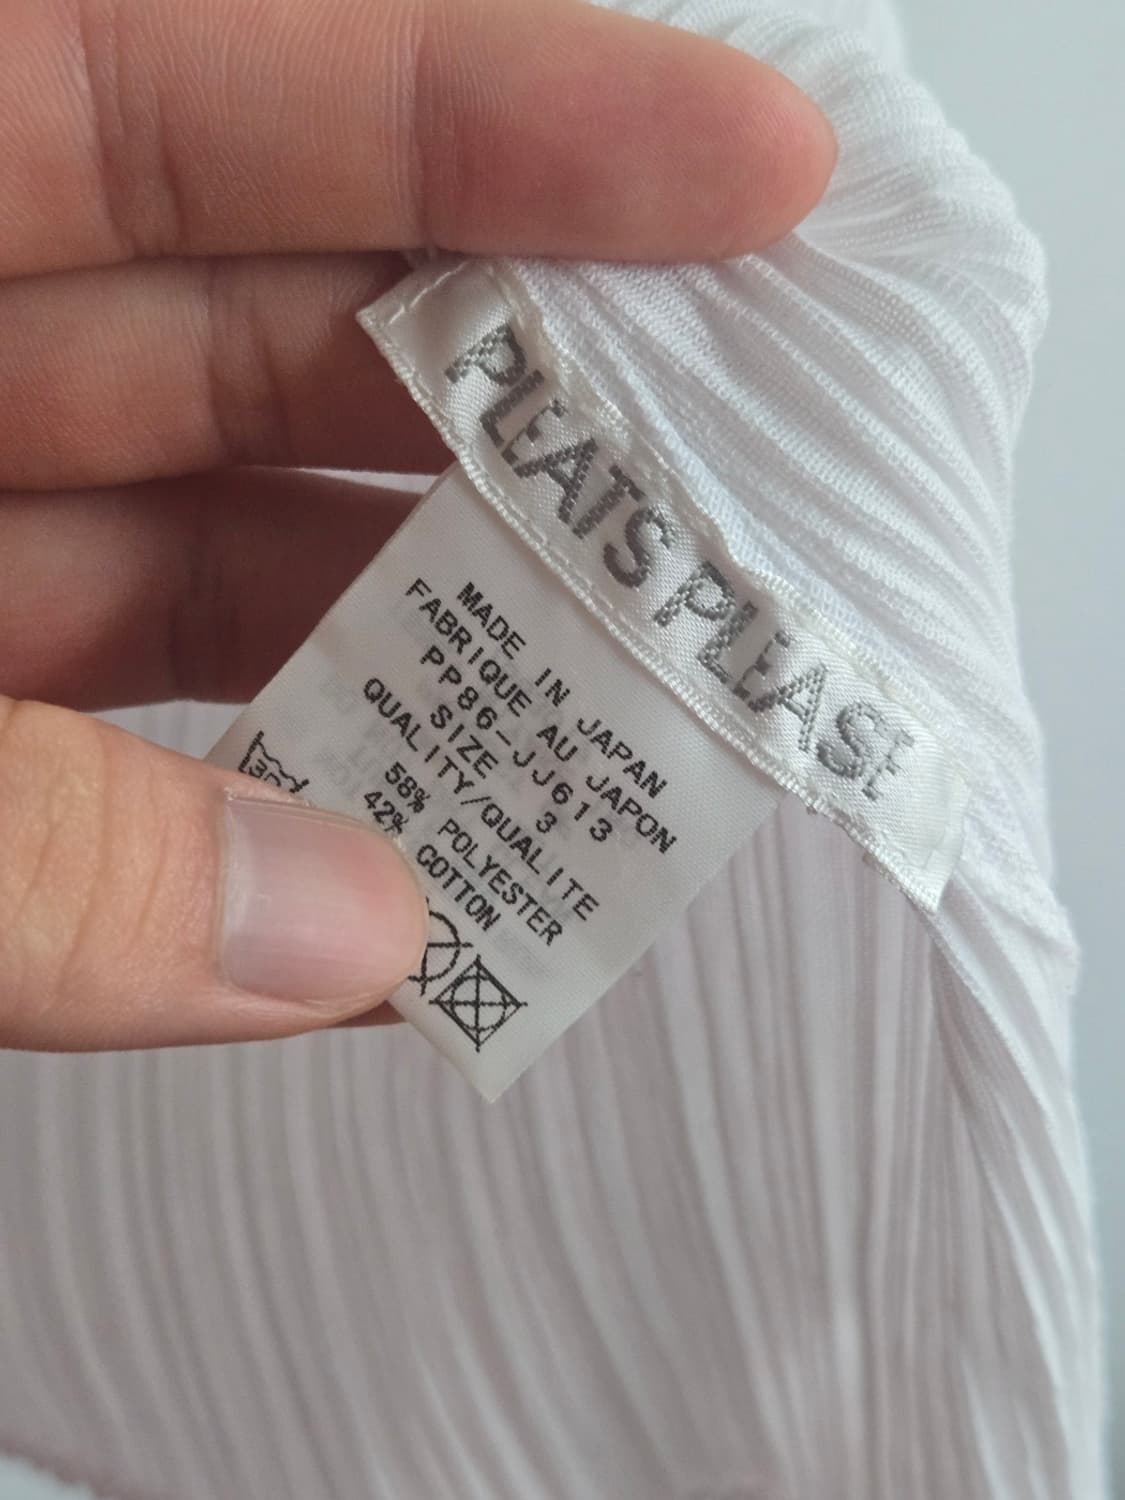 PLEATS PLEASE
MADE IN JAPAN
FABRIQUE AU JAPON
PP86-JJ613
SIZE 3
QUALITY/QUALITE
58% POLYESTER
42% COTTON